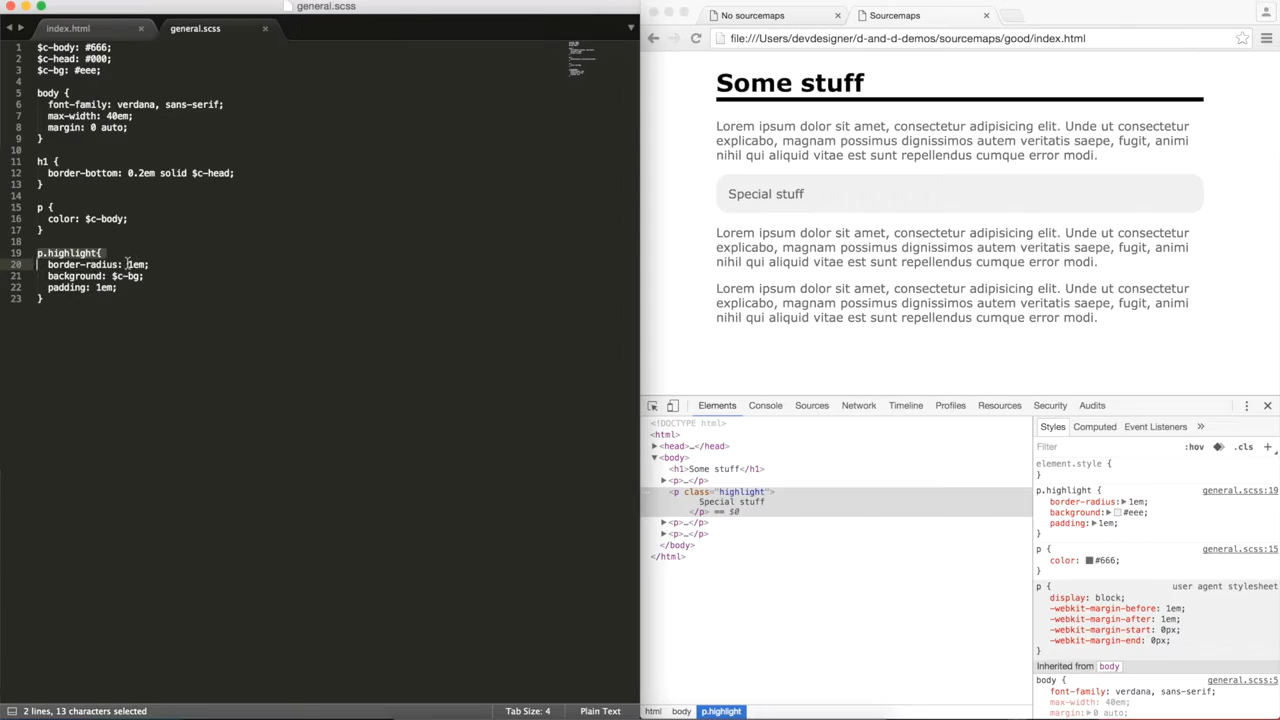 general.scss
index.html
general.scss
1 $c-body: #666;
2 $c-head: #000;
3 $c-bg: #eee;
4
5 body {
6 font-family: verdana, sans-serif;
7 max-width: 40em;
8 margin: 0 auto;
9 }
10
11 h1 {
12 border-bottom: 0.2em solid $c-head;
13 }
14
15 p {
16 color: $c-body;
17 }
18
19 p.highlight{
20 border-radius: 1em;
21 background: $c-bg;
22 padding: 1em;
23 }
2 lines, 13 characters selected
Tab Size: 4
Plain Text
No sourcemaps
Sourcemaps
file:///Users/devdesigner/d-and-d-demos/sourcemaps/good/index.html
Some stuff
Lorem ipsum dolor sit amet, consectetur adipisicing elit. Unde ut consectetur
explicabo, magnam possimus dignissimos autem veritatis saepe, fugit, animi
nihil qui aliquid vitae est sunt repellendus cumque error modi.
Special stuff
Lorem ipsum dolor sit amet, consectetur adipisicing elit. Unde ut consectetur
explicabo, magnam possimus dignissimos autem veritatis saepe, fugit, animi
nihil qui aliquid vitae est sunt repellendus cumque error modi.
Lorem ipsum dolor sit amet, consectetur adipisicing elit. Unde ut consectetur
explicabo, magnam possimus dignissimos autem veritatis saepe, fugit, animi
nihil qui aliquid vitae est sunt repellendus cumque error modi.
Elements Console Sources Network Timeline Profiles Resources Security Audits
<!DOCTYPE html>
<html>
<head>…</head>
<body>
<h1>Some stuff</h1>
<p>…</p>
<p class="highlight">
Special stuff
</p> == $0
<p>…</p>
<p>…</p>
</body>
</html>
html body p.highlight
Styles Computed Event Listeners »
Filter :hov .cls +
element.style {
}
p.highlight { general.scss:19
border-radius: 1em;
background: #eee;
padding: 1em;
}
p { general.scss:15
color: #666;
}
p { user agent stylesheet
display: block;
-webkit-margin-before: 1em;
-webkit-margin-after: 1em;
-webkit-margin-start: 0px;
-webkit-margin-end: 0px;
}
Inherited from body
body { general.scss:5
font-family: verdana, sans-serif;
max-width: 40em;
margin: 0 auto;